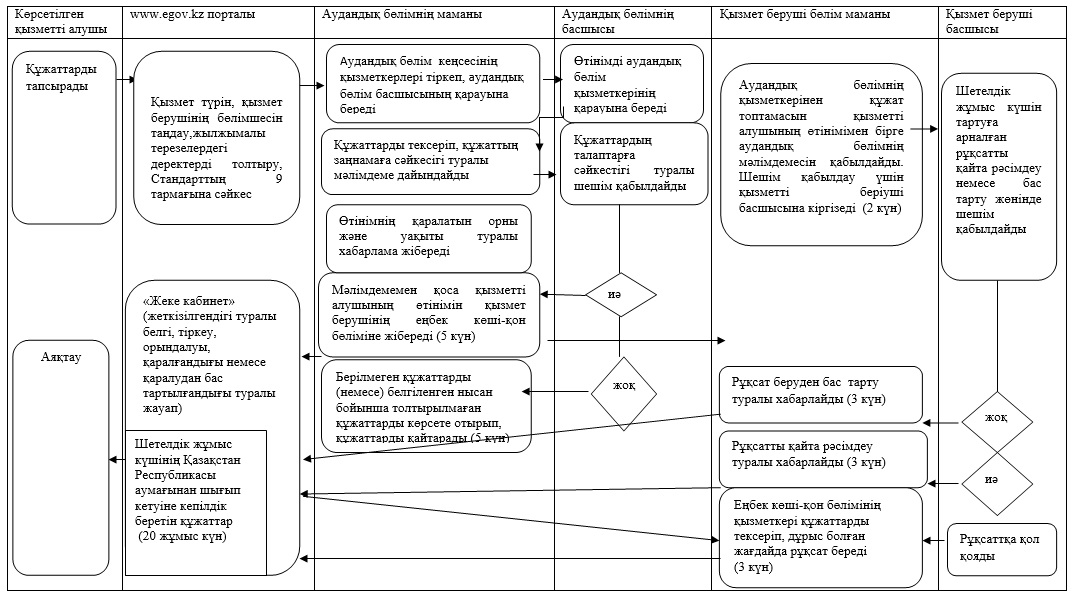 Көрсетілген
қызметті алушы
www.egov.kz порталы
Аудандық бөлімнің маманы
Аудандық бөлімнің
басшысы
Қызмет беруші бөлім маманы
Қызмет беруші
басшысы
Құжаттарды
тапсырады
Қызмет түрін, қызмет
берушінің бөлімшесін
таңдау,жылжымалы
терезелердегі
деректерді толтыру,
Стандарттың 9
тармағына сәйкес
Аудандық бөлім кеңсесінің
қызметкерлері тіркеп, аудандық
бөлім басшысының қарауына
береді
Өтінімді аудандық
бөлім
қызметкерінің
қарауына береді
Құжаттарды тексеріп, құжаттың
заңнамаға сәйкесігі туралы
мәлімдеме дайындайды
Құжаттардың
талаптарға
сәйкестігі туралы
шешім қабылдайды
Аудандық бөлімнің
қызметкерінен құжат
топтамасын қызметті
алушының өтінімімен бірге
аудандық бөлімнің
мәлімдемесін қабылдайды.
Шешім қабылдау үшін
қызметті беріуші
басшысына кіргізеді (2 күн)
Шетелдік
жұмыс күшін
тартуға
арналған
рұқсатты
қайта рәсімдеу
немесе бас
тарту жөнінде
шешім
қабылдайды
Өтінімнің қаралатын орны
және уақыты туралы
хабарлама жібереді
Мәлімдемемен қоса қызметті
алушының өтінімін қызмет
берушінің еңбек көші-қон
бөліміне жібереді (5 күн)
иә
Берілмеген құжаттарды
(немесе) белгіленген нысан
бойынша толтырылмаған
құжаттарды көрсете отырып,
құжаттарды қайтарады (5 күн)
жоқ
«Жеке кабинет»
(жеткізілгендігі туралы
белгі, тіркеу,
орындалуы,
қаралғандығы немесе
қаралудан бас
тартылғандығы туралы
жауап)
Аяқтау
Шетелдік жұмыс
күшінің Қазақстан
Республикасы
аумағынан шығып
кетуіне кепілдік
беретін құжаттар
(20 жұмыс күн)
Рұқсат беруден бас тарту
туралы хабарлайды (3 күн)
жоқ
Рұқсатты қайта рәсімдеу
туралы хабарлайды (3 күн)
иә
Еңбек көші-қон бөлімінің
қызметкері құжаттарды
тексеріп, дұрыс болған
жағдайда рұқсат береді
(3 күн)
Рұқсатқа қол
қояды